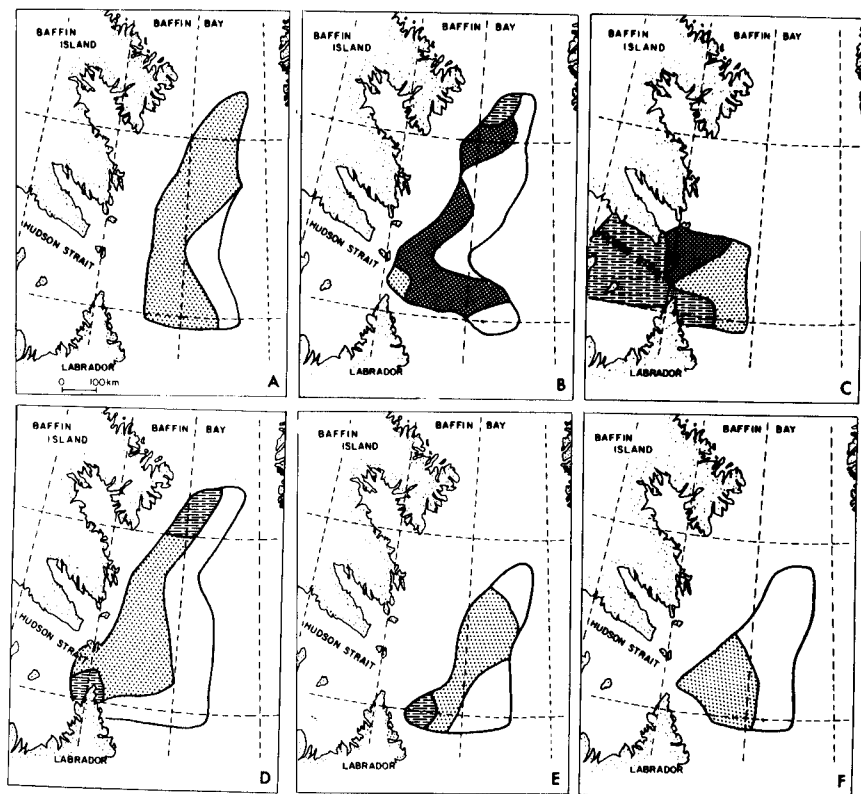 BAFFIN BAY
BAFFIN
ISLAND
HUDSON STRAIT
LABRADOR
0 100km
A
BAFFIN BAY
BAFFIN
ISLAND
HUDSON STRAIT
LABRADOR
B
BAFFIN BAY
BAFFIN
ISLAND
LABRADOR
C
BAFFIN BAY
BAFFIN
ISLAND
HUDSON STRAIT
LABRADOR
D
BAFFIN BAY
BAFFIN
ISLAND
HUDSON STRAIT
LABRADOR
E
BAFFIN BAY
BAFFIN
ISLAND
HUDSON STRAIT
LABRADOR
F